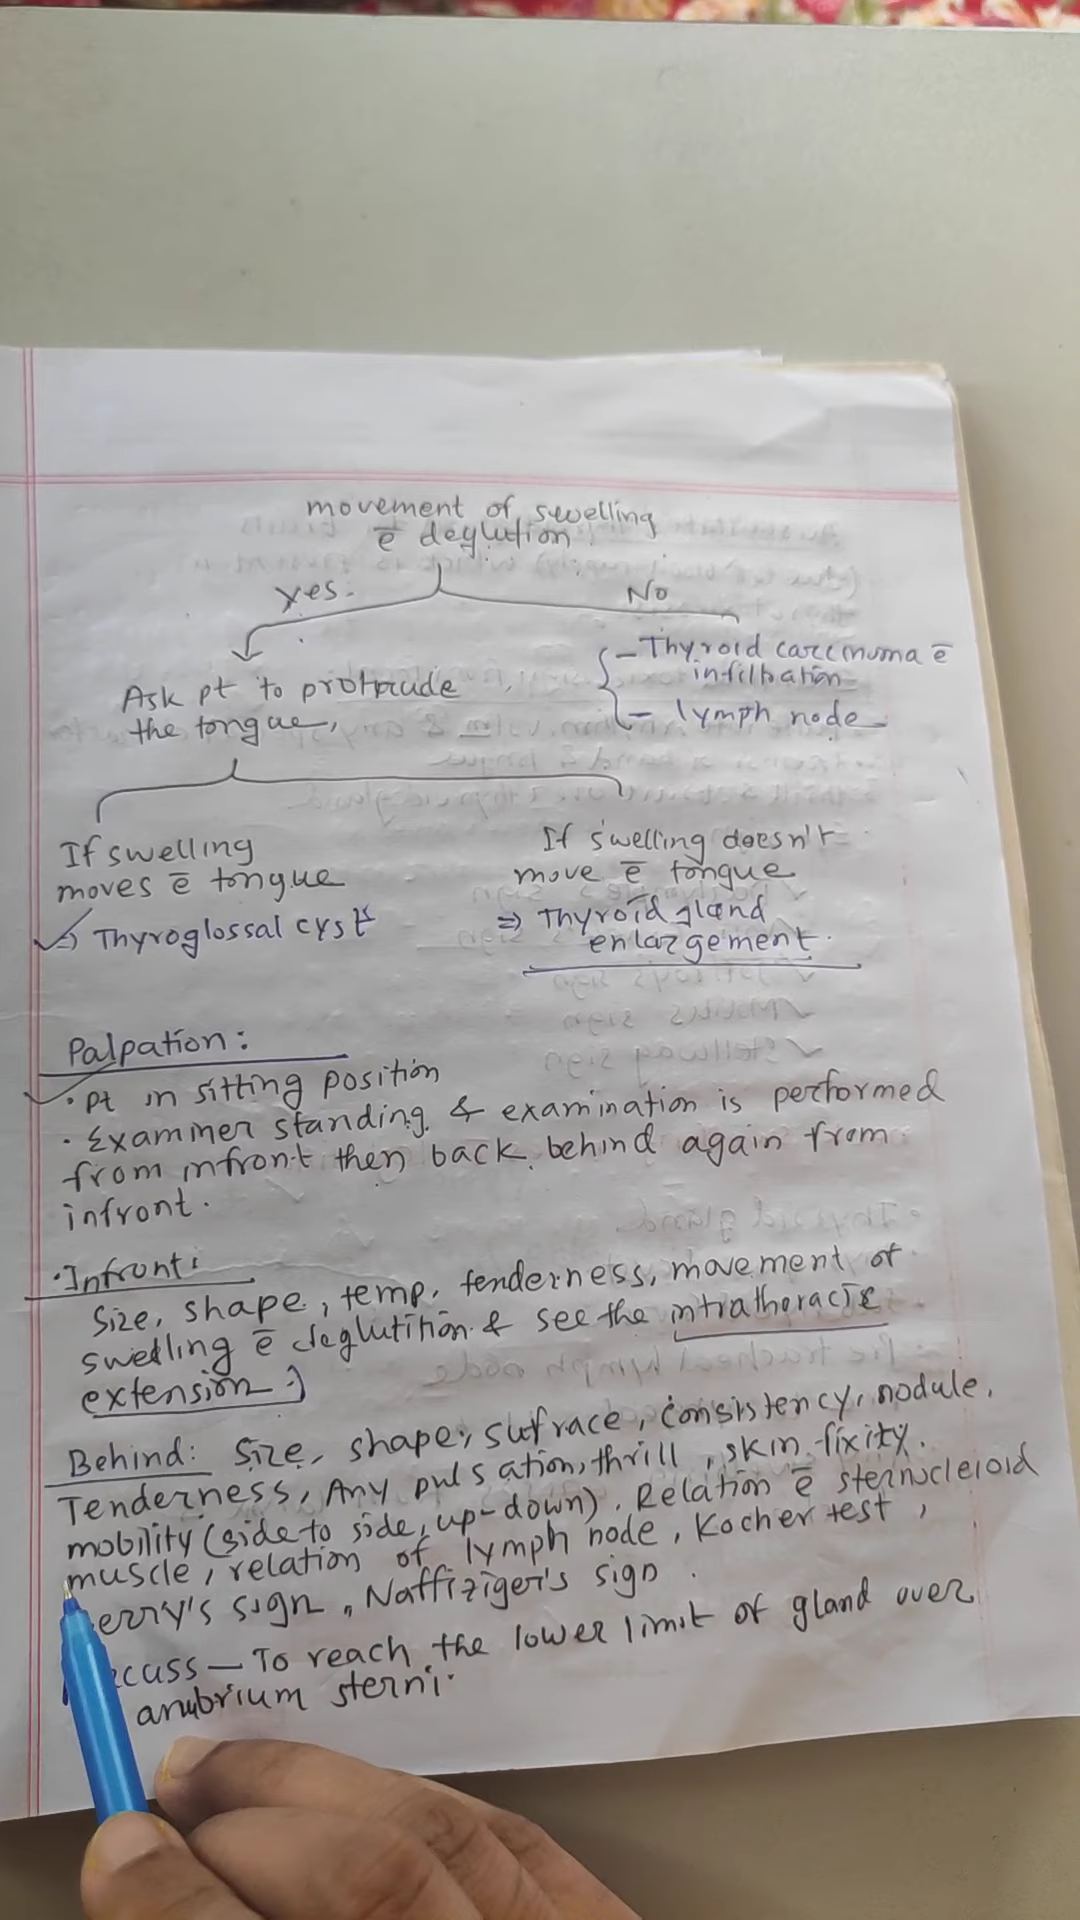 movement of swelling
ē deglution
Yes. No
- Thyroid carcinoma ē
infiltration
- lymph node
Ask pt to protrude
the tongue,
If swelling
moves ē tongue
⇒ Thyroglossal cyst
If swelling doesn't
move ē tongue
⇒ Thyroid gland
enlargement.
Palpation:
• Pt in sitting position
• Examiner standing & examination is performed
from infront then back behind again from
infront.
• Infront:
Size, shape, temp, tenderness, movement of
swelling ē deglutition & see the intrathoracic
extension.
Behind: Size, shape, surface, consistency, nodule,
Tenderness, Any pulsation, thrill, skin fixity.
mobility (side to side, up-down). Relation ē sternocleioid
muscle, relation of lymph node, Kocher test,
erry's sign, Naffiziger's sign.
cuss — To reach the lower limit of gland over
anubrium sterni.